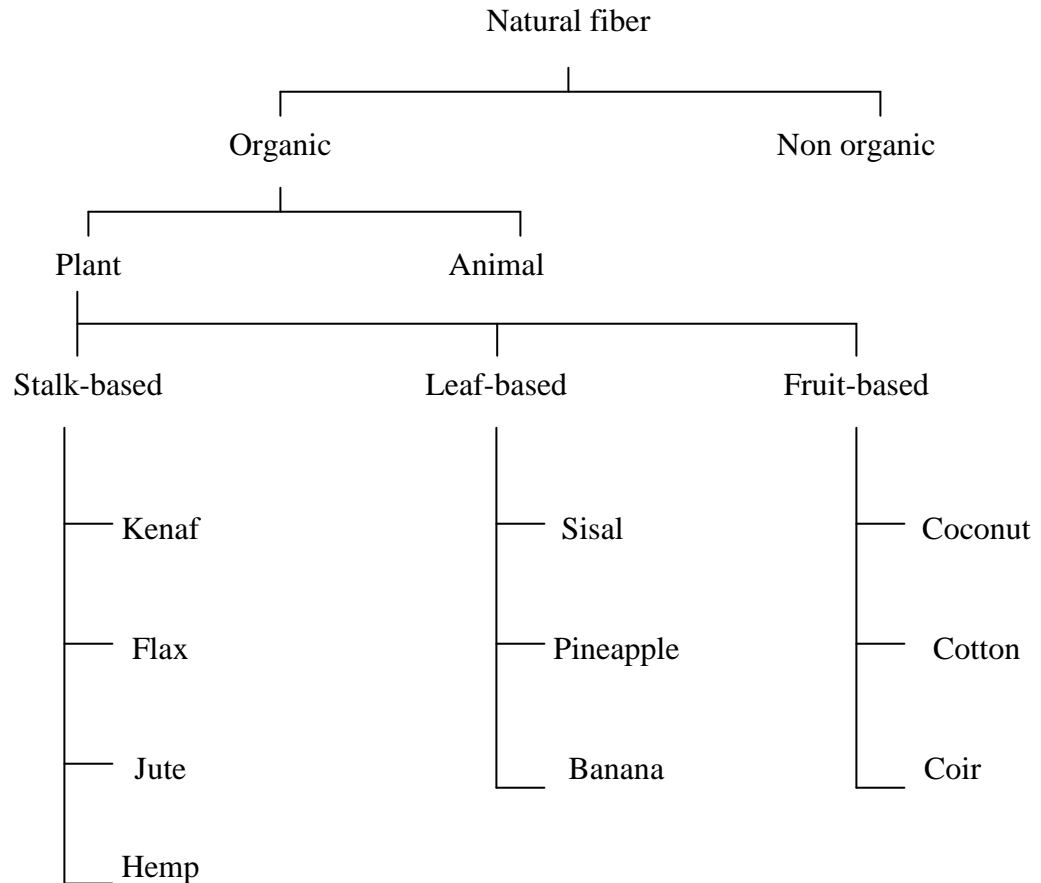 Natural fiber
Organic
Non organic
Plant
Animal
Stalk-based
Leaf-based
Fruit-based
Kenaf
Sisal
Coconut
Flax
Pineapple
Cotton
Jute
Banana
Coir
Hemp